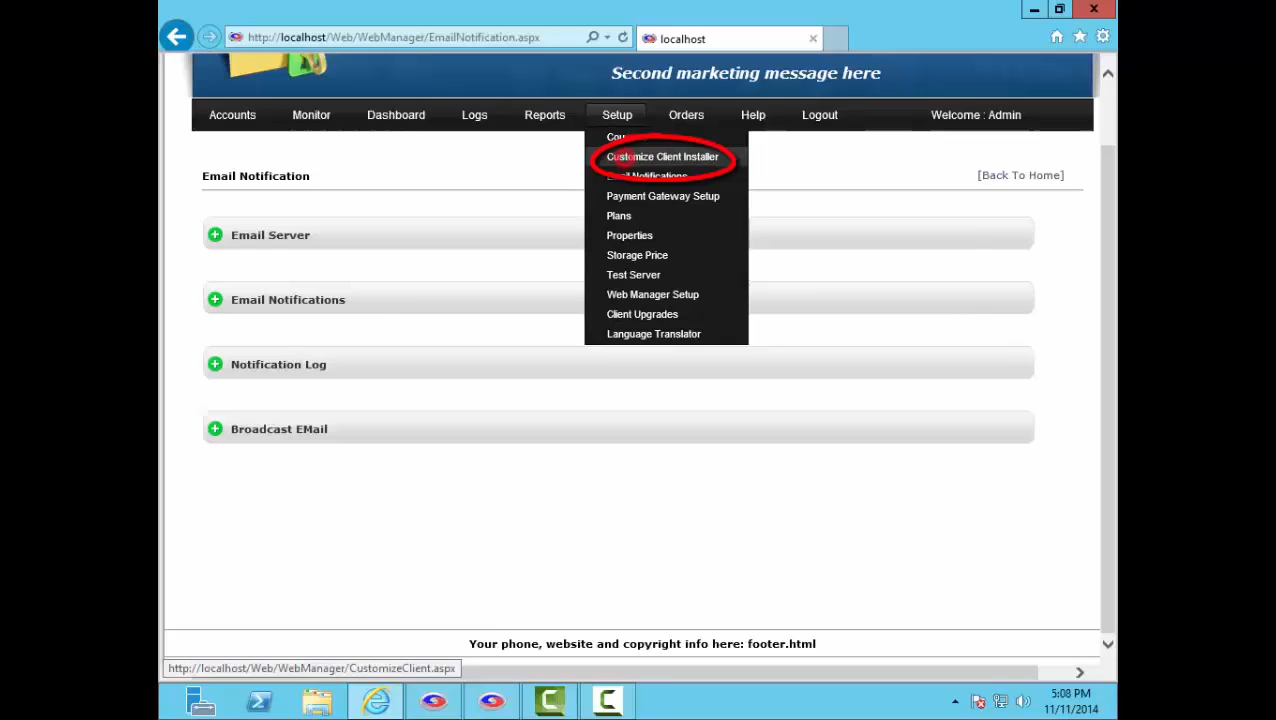 http://localhost/Web/WebManager/EmailNotification.aspx
localhost
Second marketing message here
Accounts Monitor Dashboard Logs Reports Setup Orders Help Logout Welcome : Admin
Customize Client Installer
Email Notifications
Payment Gateway Setup
Plans
Properties
Storage Price
Test Server
Web Manager Setup
Client Upgrades
Language Translator
Email Notification [Back To Home]
Email Server
Email Notifications
Notification Log
Broadcast EMail
Your phone, website and copyright info here: footer.html
http://localhost/Web/WebManager/CustomizeClient.aspx
5:08 PM
11/11/2014